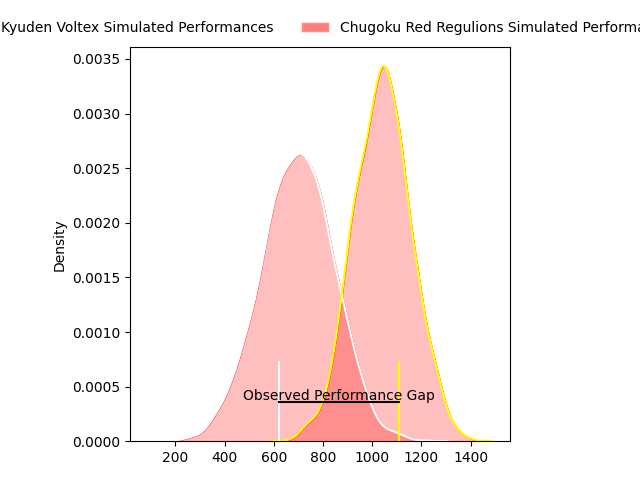 Kyuden Voltex Simulated Performances
Chugoku Red Regulions Simulated Performa
0.0035
0.0030
0.0025
0.0020
0.0015
0.0010
0.0005
0.0000
Density
Observed Performance Gap
200 400 600 800 1000 1200 1400